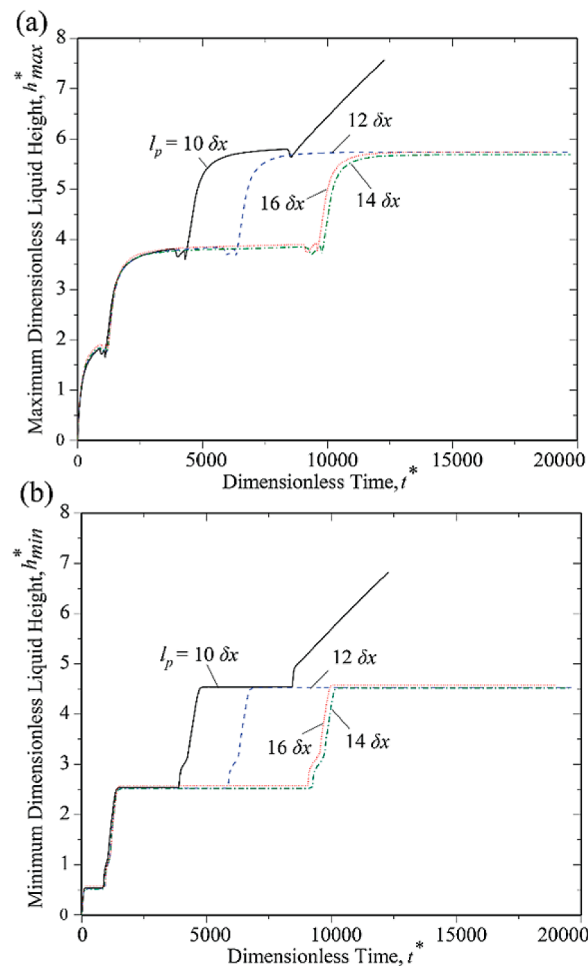 (a)
8
7
6
5
4
3
2
1
0
Maximum Dimensionless Liquid Height, h*max
lp = 10 δx
12 δx
16 δx
14 δx
0 5000 10000 15000 20000
Dimensionless Time, t*
(b)
8
7
6
5
4
3
2
1
0
Minimum Dimensionless Liquid Height, h*min
lp = 10 δx
12 δx
16 δx
14 δx
0 5000 10000 15000 20000
Dimensionless Time, t*